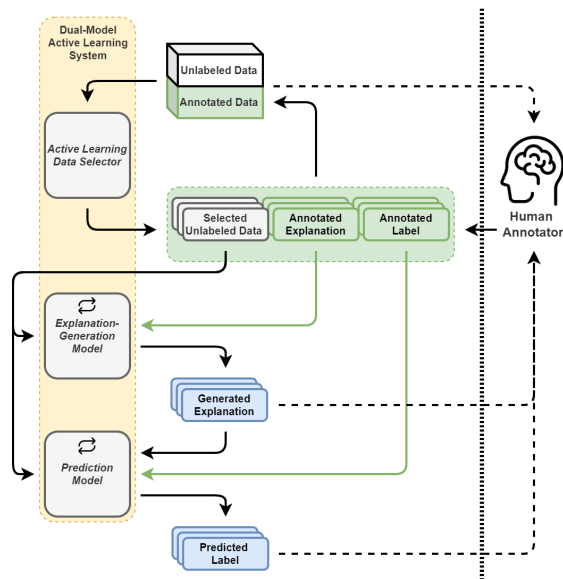 Dual-Model
Active Learning
System
Unlabeled Data
Annotated Data
Active Learning
Data Selector
Selected
Unlabeled Data
Annotated
Explanation
Annotated
Label
Human
Annotator
Explanation-
Generation
Model
Generated
Explanation
Prediction
Model
Predicted
Label